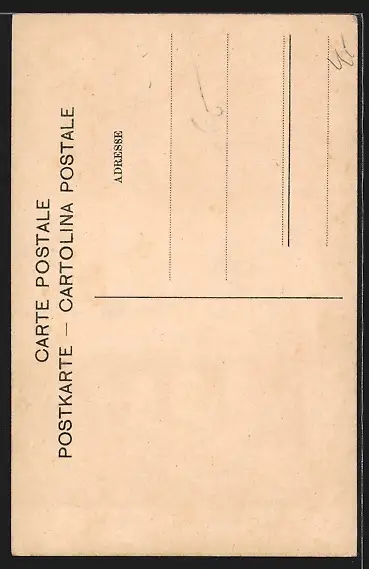 CARTE POSTALE
POSTKARTE — CARTOLINA POSTALE
ADRESSE